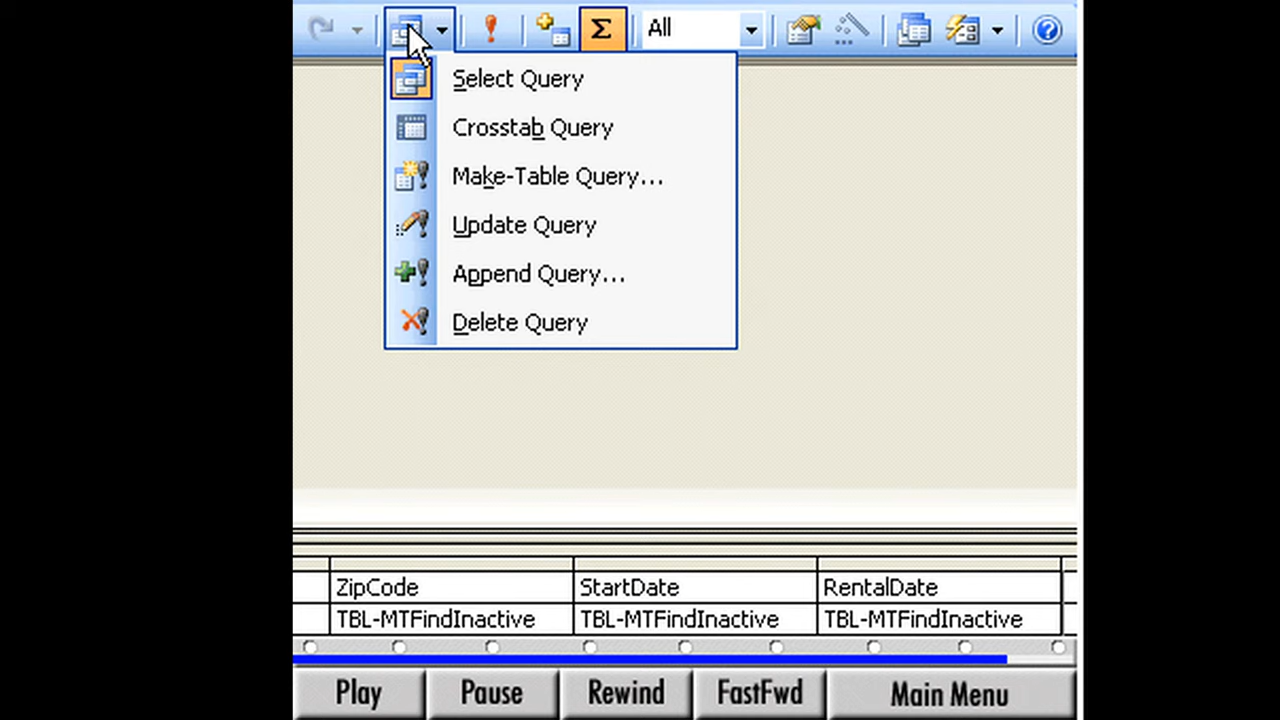 Σ All
Select Query
Crosstab Query
Make-Table Query...
Update Query
Append Query...
Delete Query
ZipCode StartDate RentalDate
TBL-MTFindInactive TBL-MTFindInactive TBL-MTFindInactive
Play Pause Rewind FastFwd Main Menu